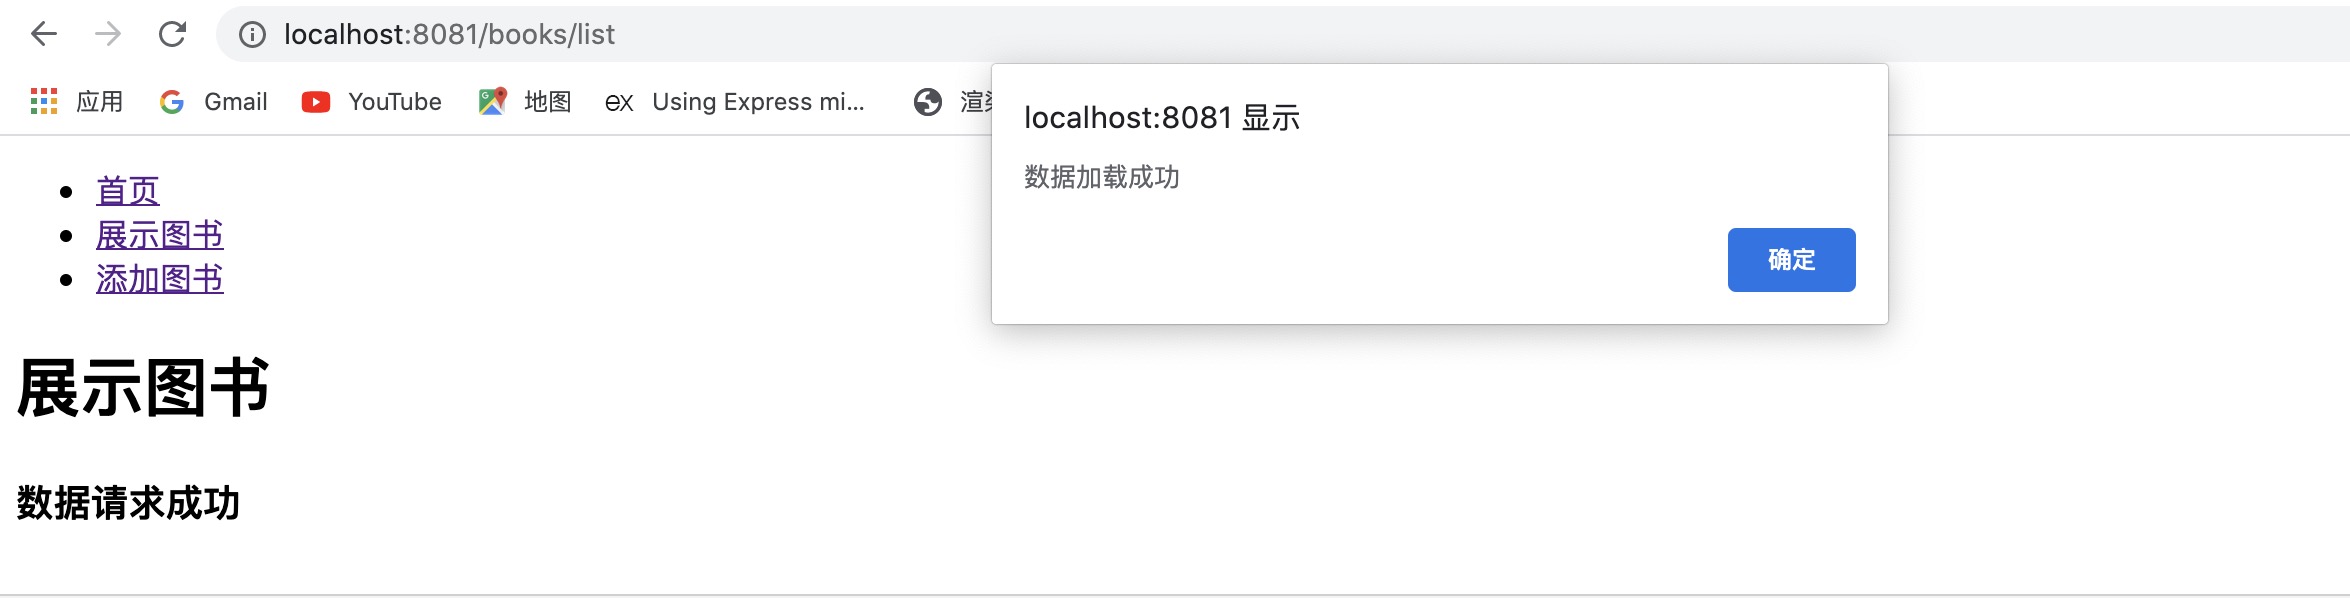 localhost:8081/books/list
应用 Gmail YouTube 地图 ex Using Express mi... 渲
localhost:8081 显示
数据加载成功
确定
首页
展示图书
添加图书
展示图书
数据请求成功